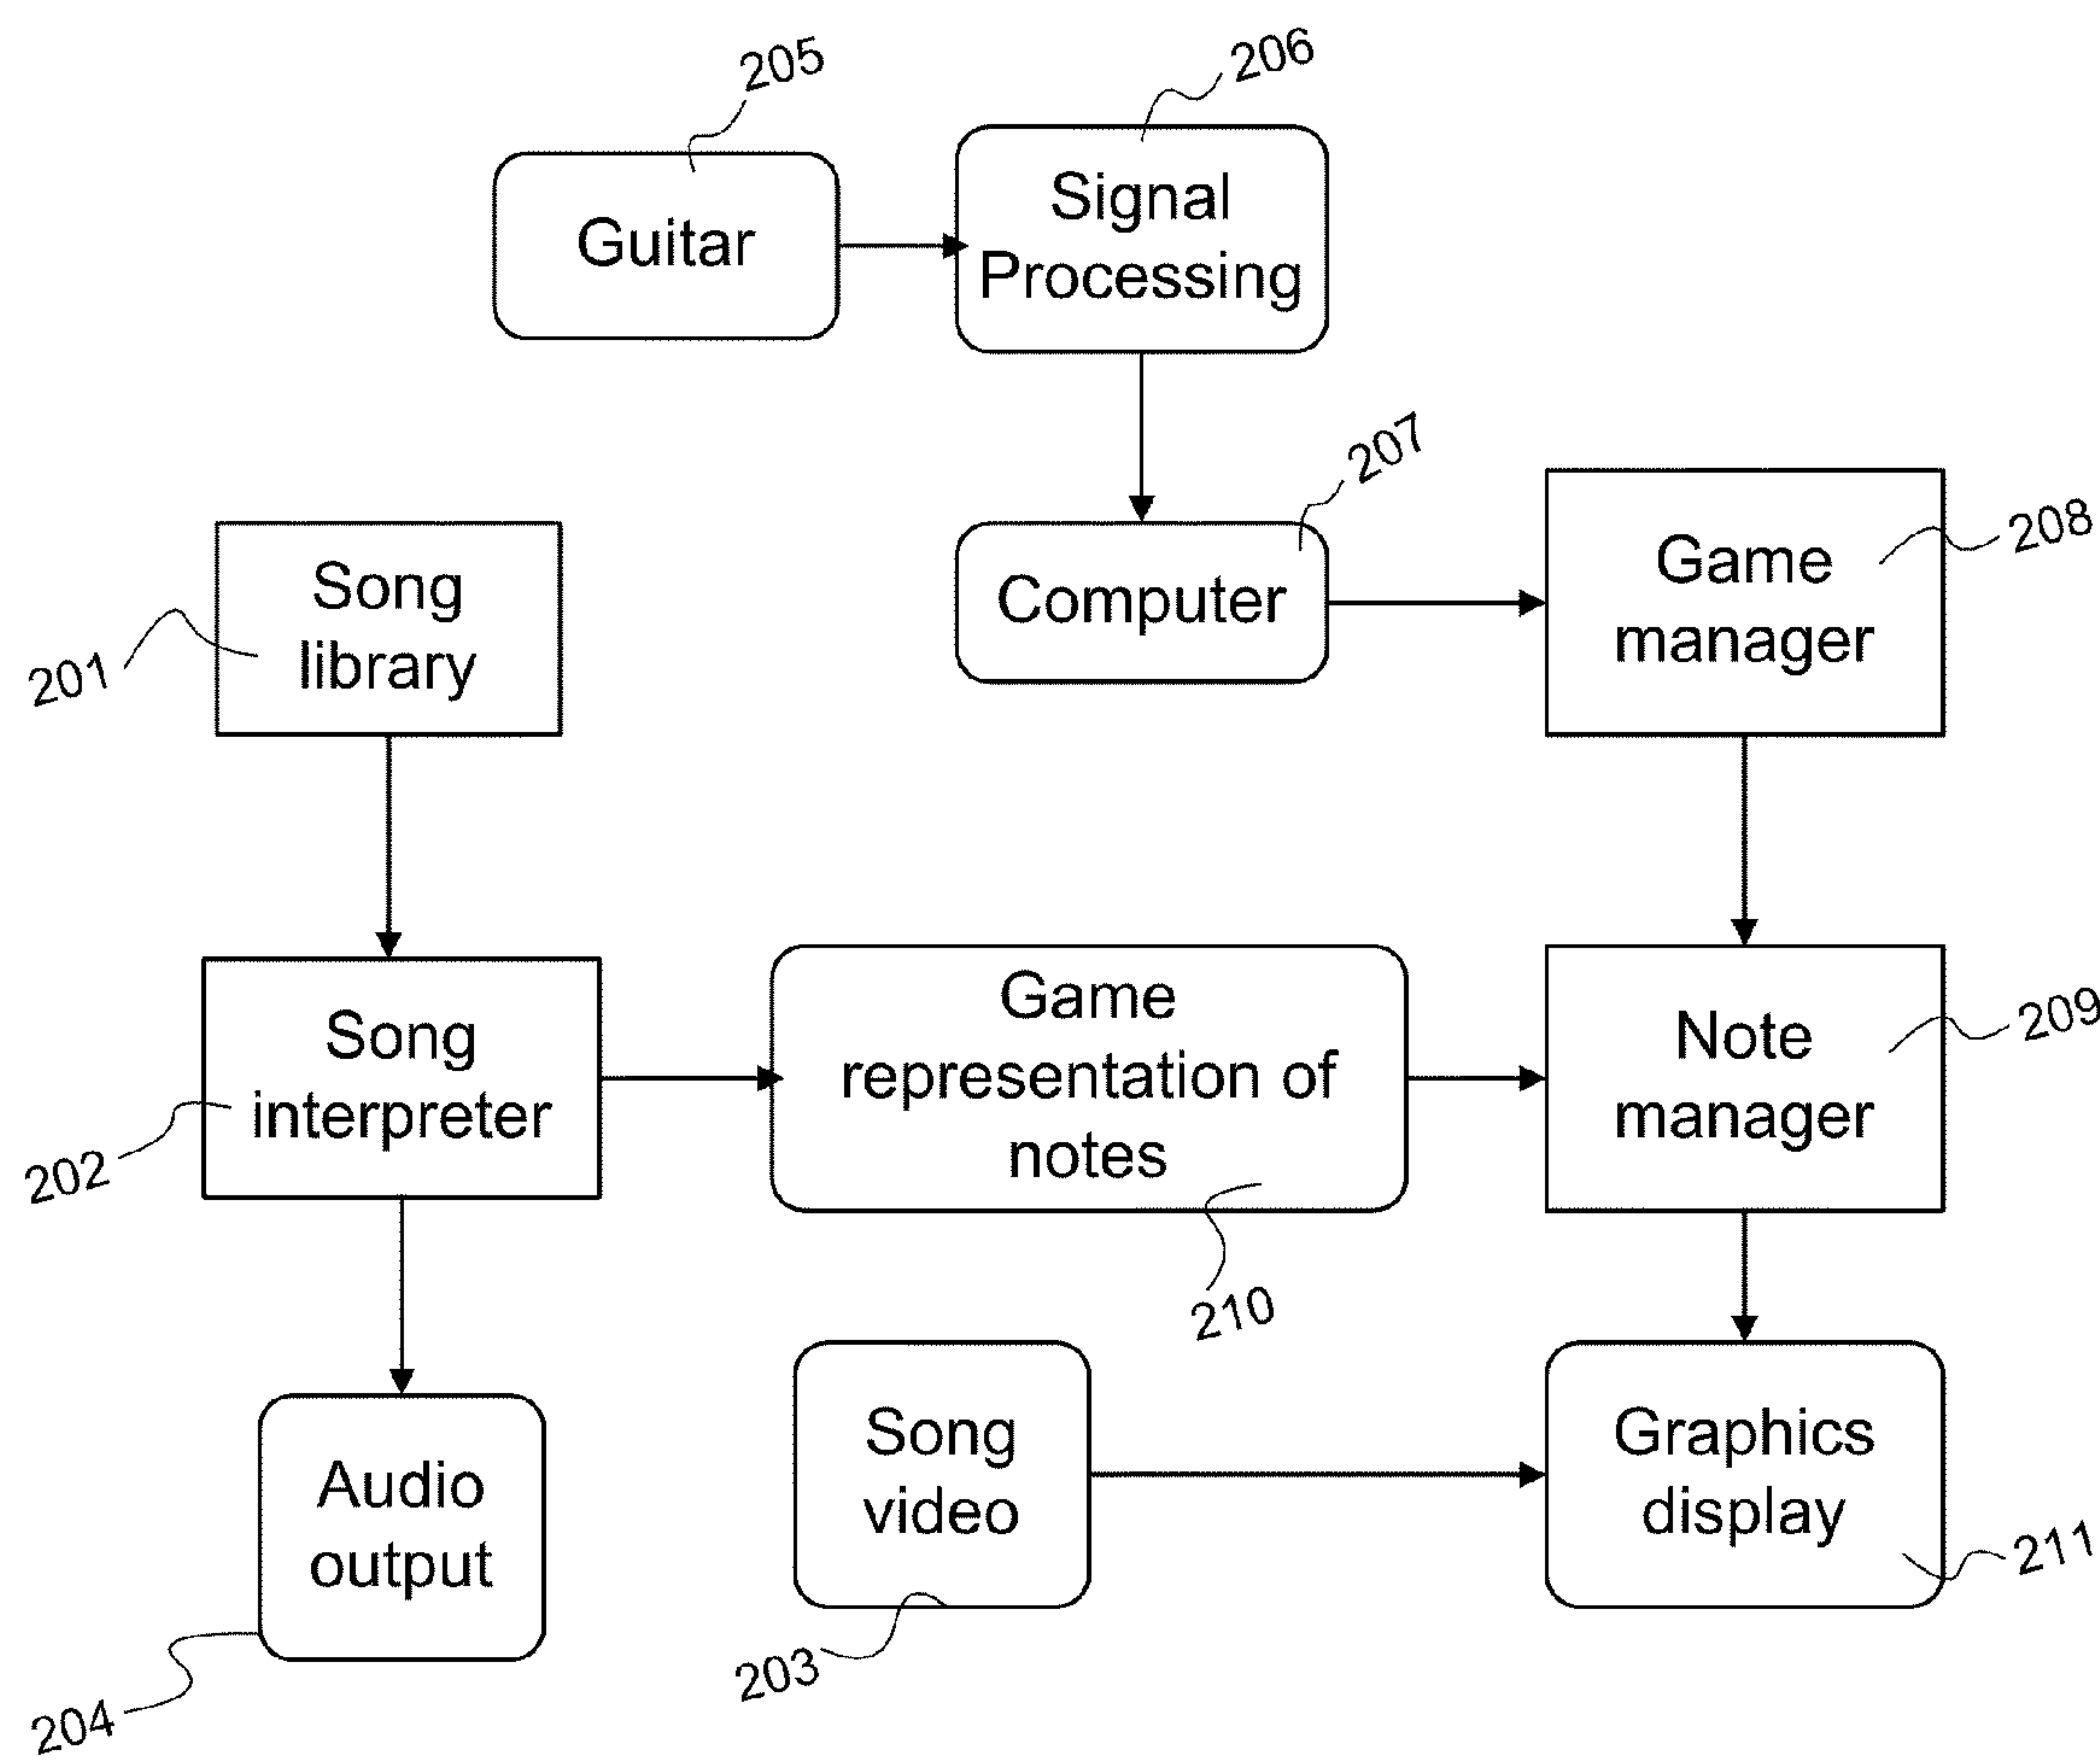 205
206
Guitar
Signal
Processing
207
208
Song
library
201
Computer
Game
manager
Song
interpreter
202
Game
representation of
notes
210
Note
manager
209
Audio
output
204
Song
video
203
Graphics
display
211